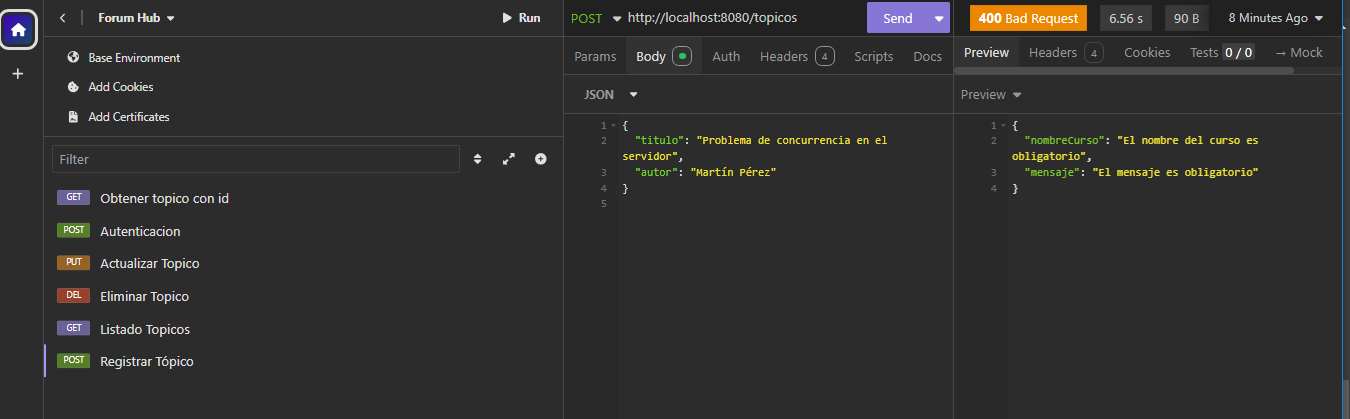 Forum Hub
Run
Base Environment
Add Cookies
Add Certificates
Filter
GET Obtener topico con id
POST Autenticacion
PUT Actualizar Topico
DEL Eliminar Topico
GET Listado Topicos
POST Registrar Tópico
POST http://localhost:8080/topicos Send
Params Body Auth Headers 4 Scripts Docs
JSON
1 {
2 "titulo": "Problema de concurrencia en el
servidor",
3 "autor": "Martín Pérez"
4 }
5
400 Bad Request 6.56 s 90 B 8 Minutes Ago
Preview Headers 4 Cookies Tests 0 / 0 → Mock
Preview
1 {
2 "nombreCurso": "El nombre del curso es
obligatorio",
3 "mensaje": "El mensaje es obligatorio"
4 }